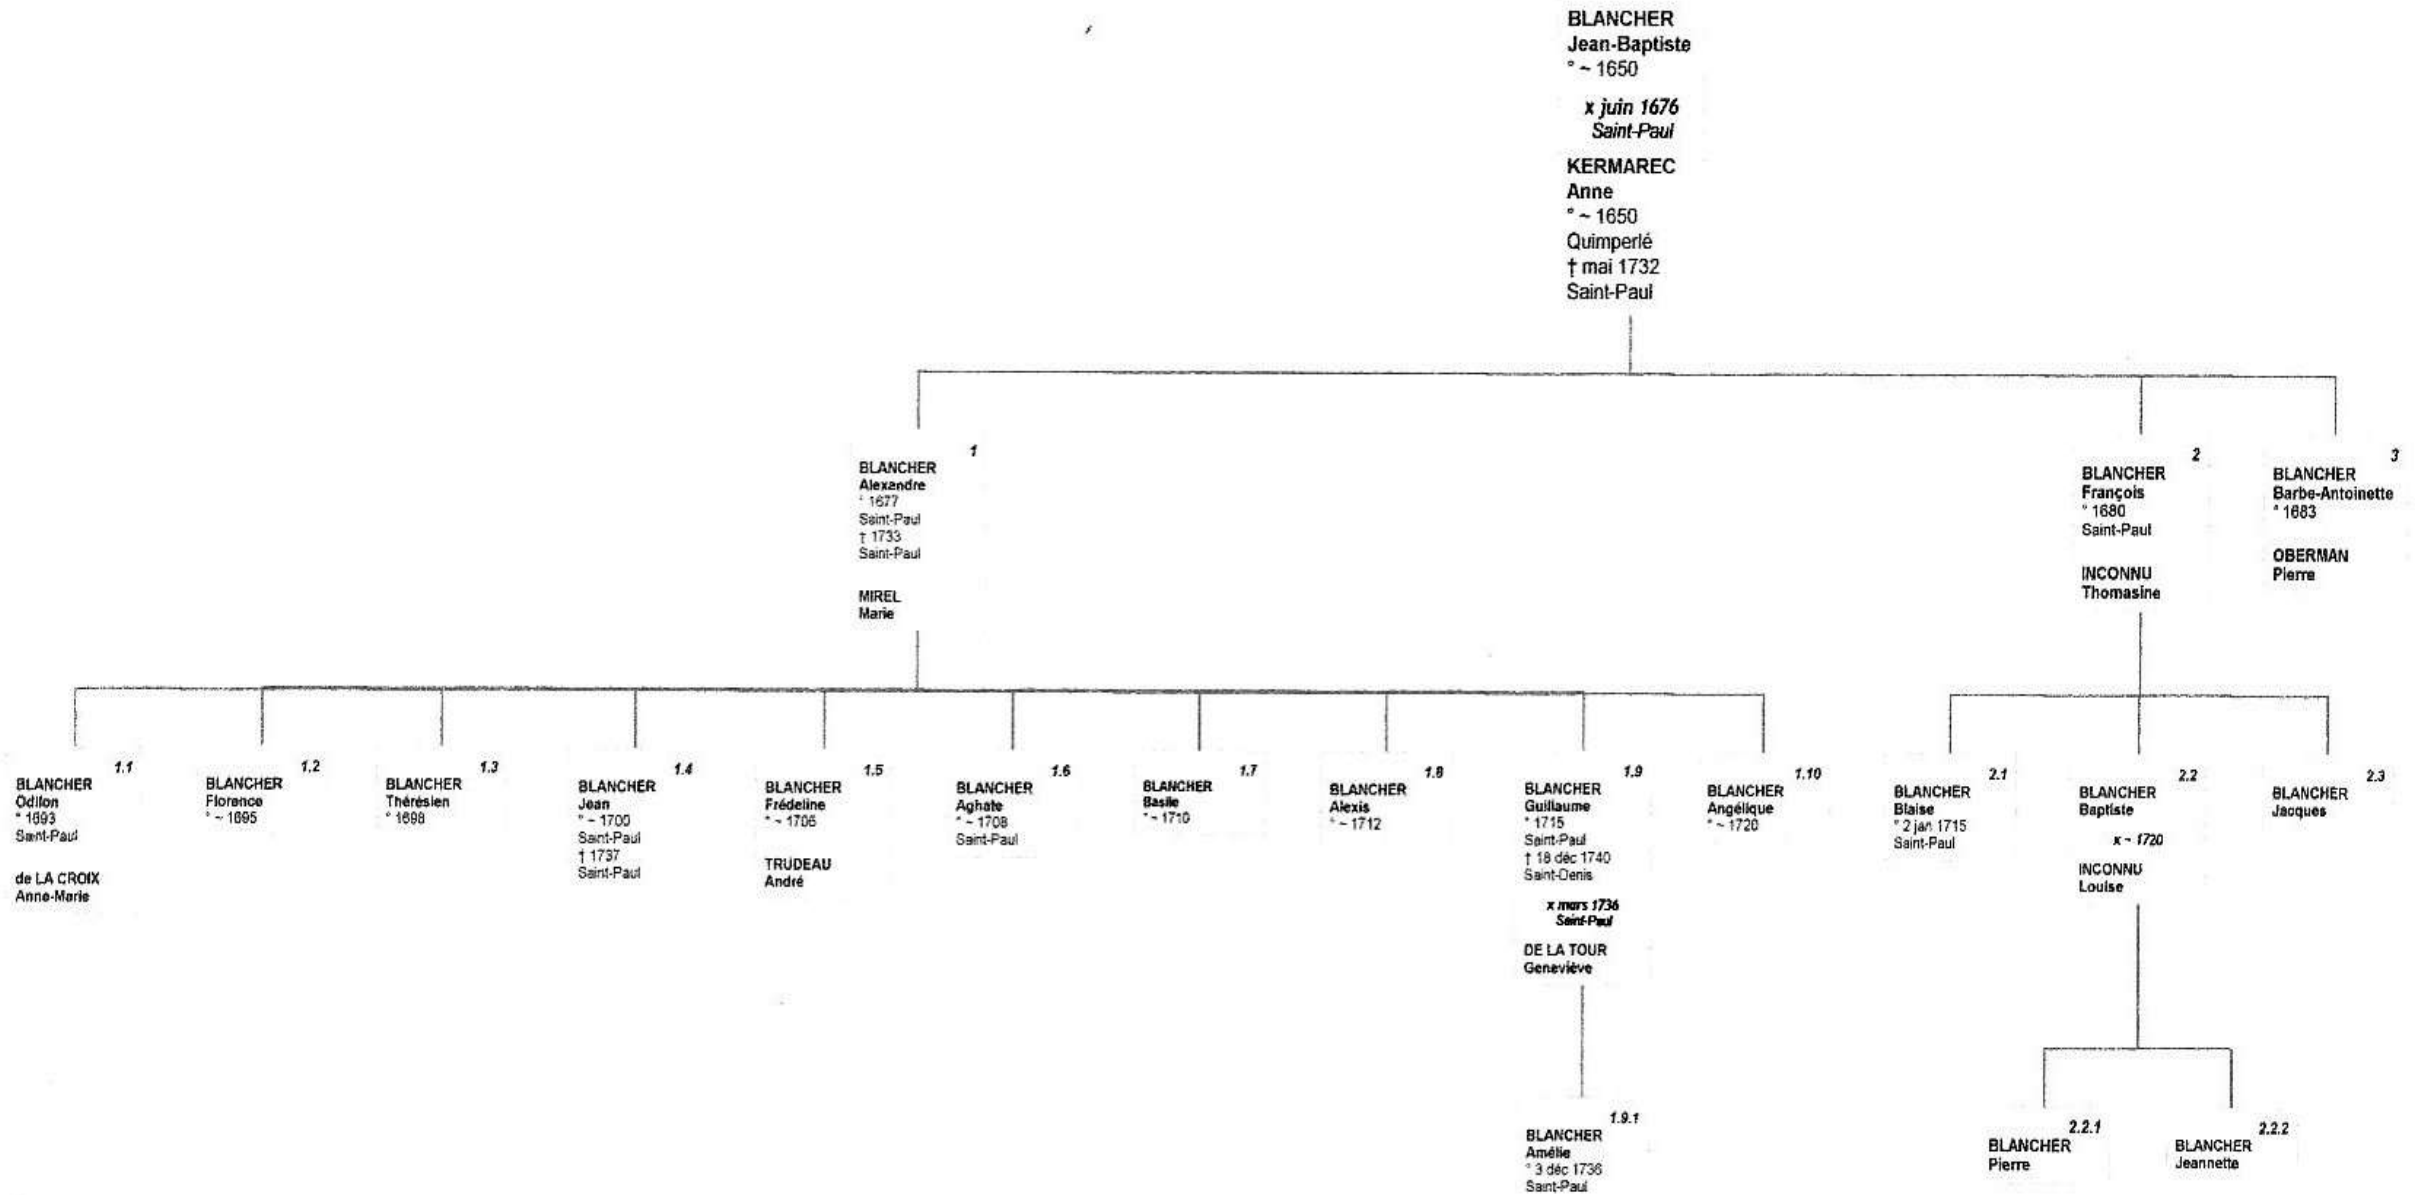 BLANCHER
Jean-Baptiste
° ~ 1650
x juin 1676
Saint-Paul
KERMAREC
Anne
° ~ 1650
Quimperlé
† mai 1732
Saint-Paul
1
BLANCHER
Alexandre
° 1677
Saint-Paul
† 1733
Saint-Paul
MIREL
Marie
2
BLANCHER
François
° 1680
Saint-Paul
INCONNU
Thomasine
3
BLANCHER
Barbe-Antoinette
° 1683
OBERMAN
Pierre
1.1
BLANCHER
Odilon
° 1693
Saint-Paul
de LA CROIX
Anne-Marie
1.2
BLANCHER
Florence
° ~ 1695
1.3
BLANCHER
Thérésien
° 1698
1.4
BLANCHER
Jean
° ~ 1700
Saint-Paul
† 1737
Saint-Paul
1.5
BLANCHER
Frédeline
° ~ 1706
TRUDEAU
André
1.6
BLANCHER
Aghate
° ~ 1708
Saint-Paul
1.7
BLANCHER
Basile
° ~ 1710
1.8
BLANCHER
Alexis
° ~ 1712
1.9
BLANCHER
Guillaume
° 1715
Saint-Paul
† 18 déc 1740
Saint-Denis
x mars 1736
Saint-Paul
DE LA TOUR
Geneviève
1.10
BLANCHER
Angélique
° ~ 1720
2.1
BLANCHER
Blaise
° 2 jan 1715
Saint-Paul
2.2
BLANCHER
Baptiste
x ~ 1720
INCONNU
Louise
2.3
BLANCHER
Jacques
1.9.1
BLANCHER
Amélie
° 3 déc 1736
Saint-Paul
2.2.1
BLANCHER
Pierre
2.2.2
BLANCHER
Jeannette